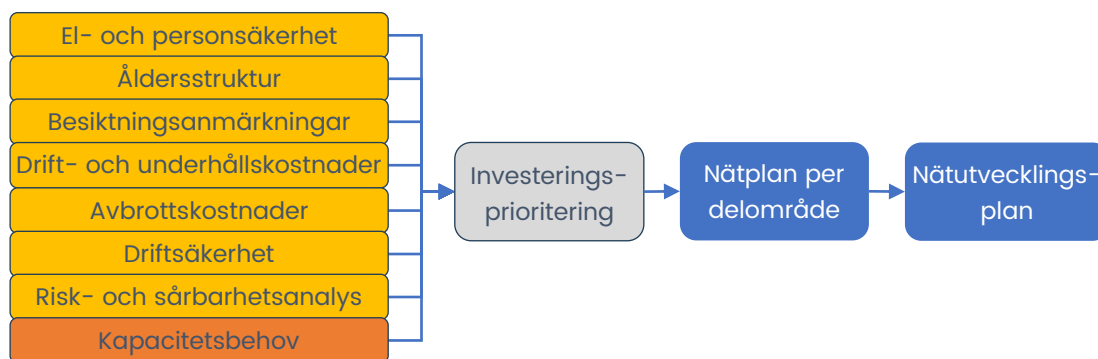 El- och personsäkerhet
Åldersstruktur
Besiktningsanmärkningar
Drift- och underhållskostnader
Avbrottskostnader
Driftsäkerhet
Risk- och sårbarhetsanalys
Kapacitetsbehov
Investerings-
prioritering
Nätplan per
delområde
Nätutvecklings-
plan